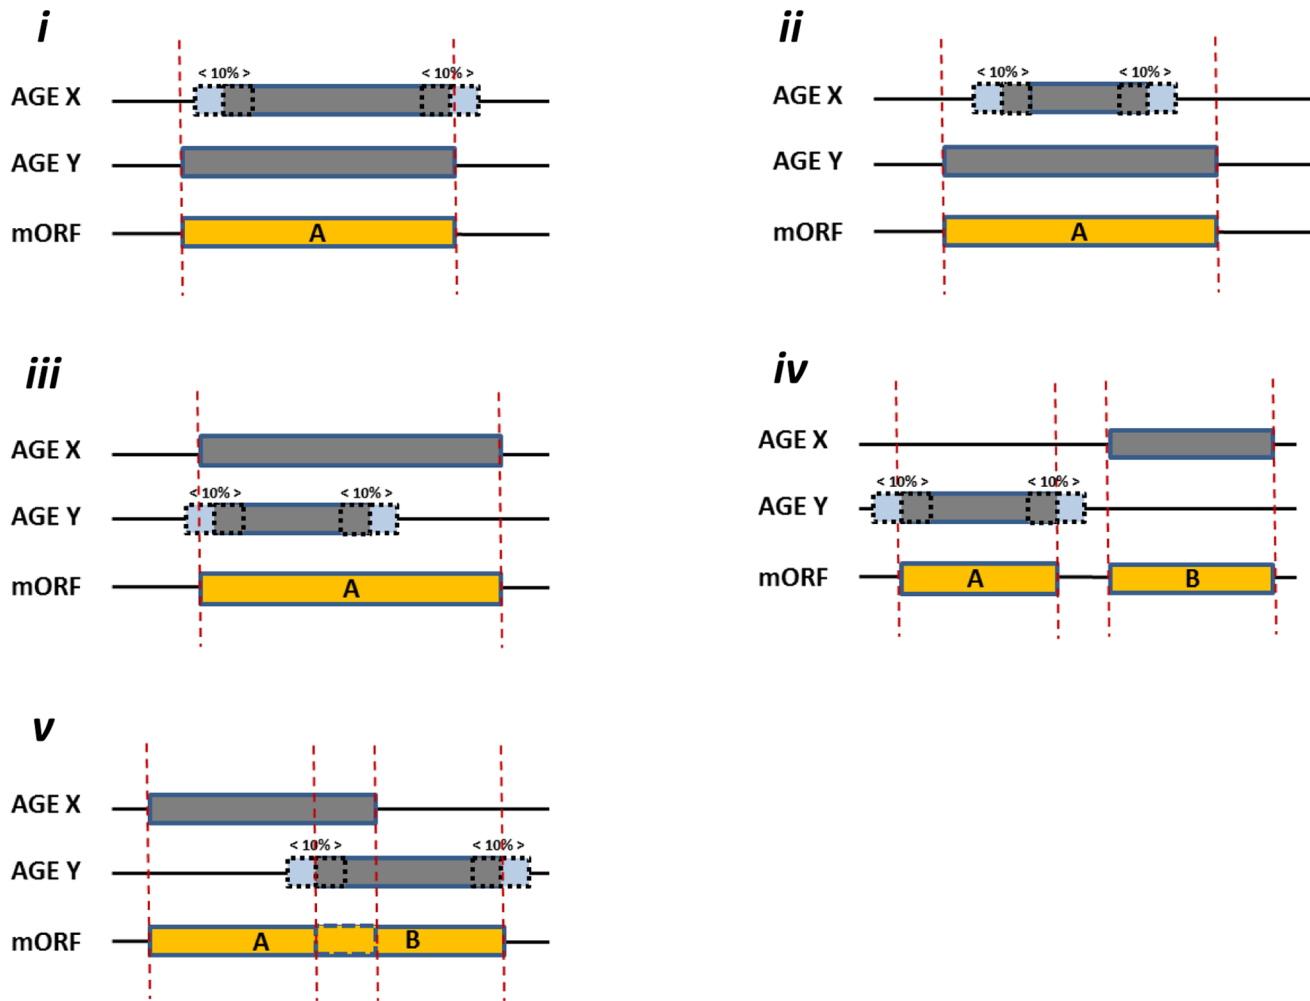 i
< 10% > < 10% >
AGE X
AGE Y
mORF A
ii
< 10% > < 10% >
AGE X
AGE Y
mORF A
iii
AGE X
< 10% > < 10% >
AGE Y
mORF A
iv
AGE X
< 10% > < 10% >
AGE Y
mORF A B
v
AGE X
< 10% > < 10% >
AGE Y
mORF A B